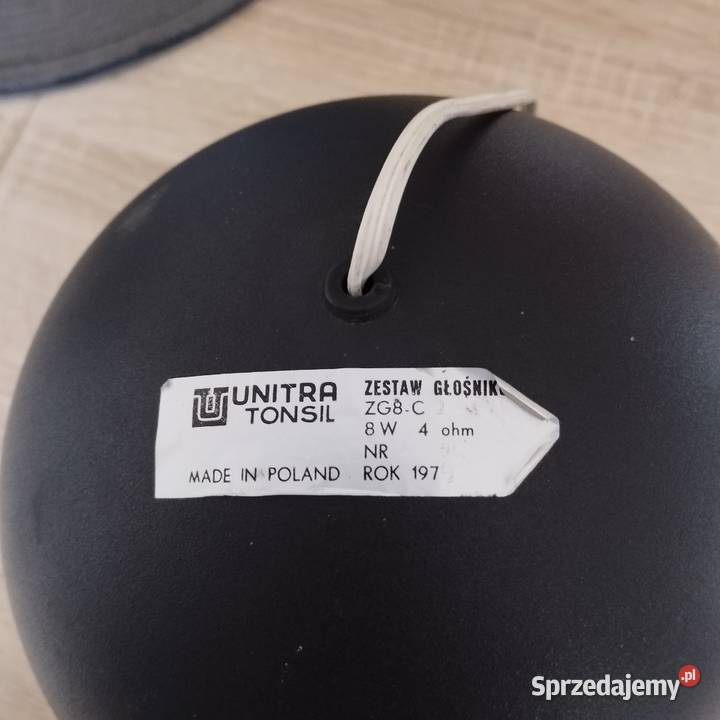 UNITRA
TONSIL
MADE IN POLAND
ZESTAW GŁOŚNIK
ZG8-C
8 W 4 ohm
NR
ROK 197
Sprzedajemy.pl